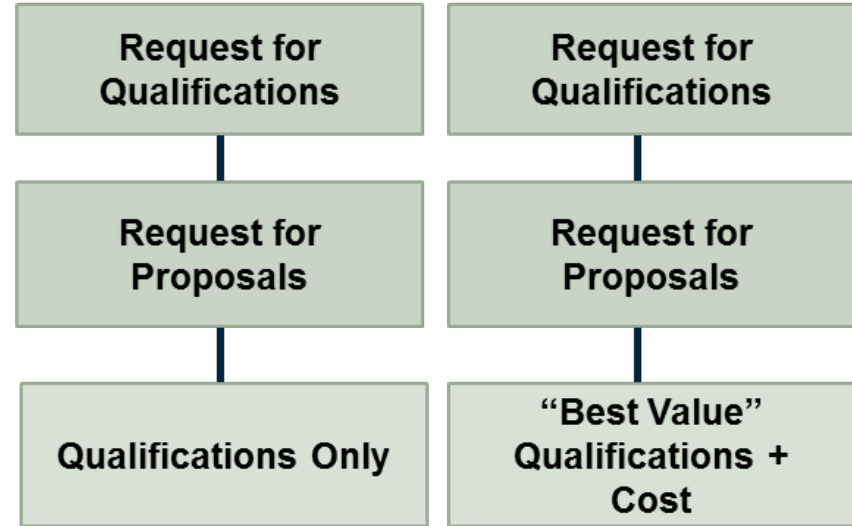 Request for
Qualifications
Request for
Qualifications
Request for
Proposals
Request for
Proposals
Qualifications Only
“Best Value”
Qualifications +
Cost